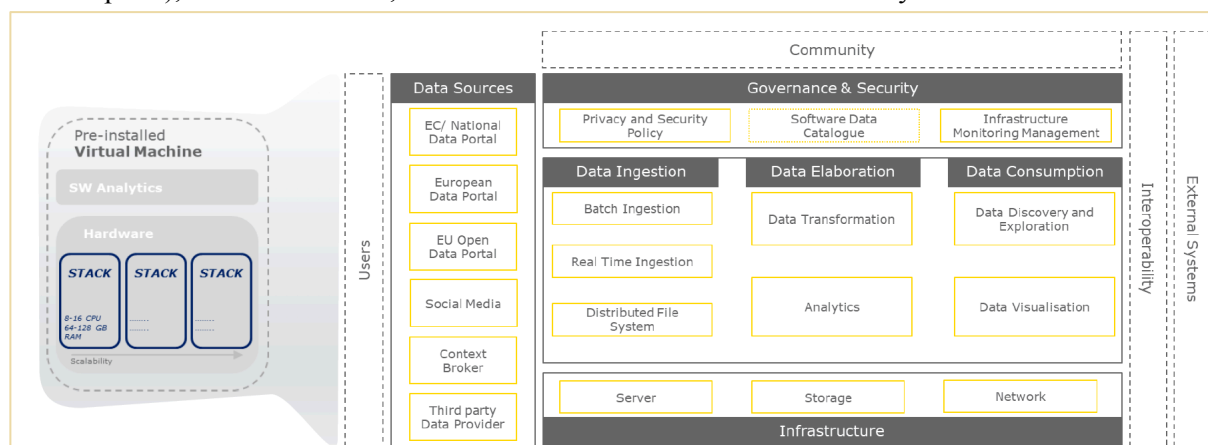 Community
Data Sources
Governance & Security
EC/ National
Data Portal
Privacy and Security
Policy
Software Data
Catalogue
Infrastructure
Monitoring Management
Pre-installed
Virtual Machine
SW Analytics
Hardware
STACK
STACK
STACK
8-16 CPU
64-128 GB
RAM
........
........
........
........
Scalability
Users
European
Data Portal
EU Open
Data Portal
Social Media
Context
Broker
Third party
Data Provider
Data Ingestion
Data Elaboration
Data Consumption
Batch Ingestion
Data Transformation
Data Discovery and
Exploration
Real Time Ingestion
Distributed File
System
Analytics
Data Visualisation
Server
Storage
Network
Infrastructure
Interoperability
External Systems